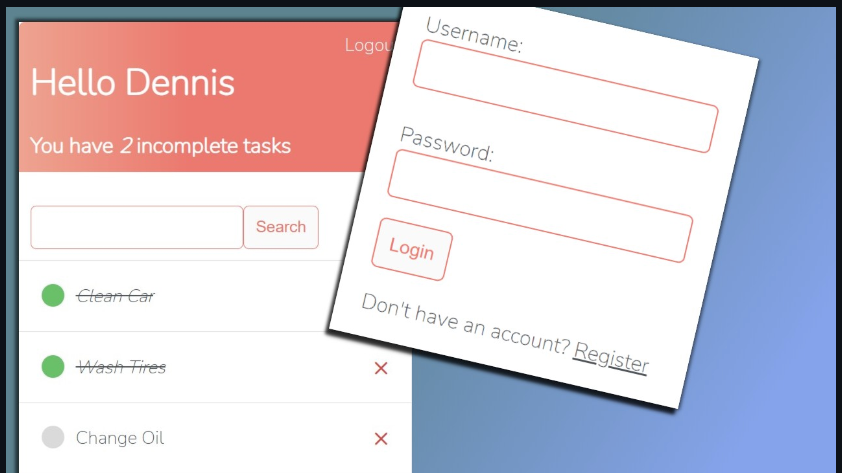 Logou
Hello Dennis
You have 2 incomplete tasks
Search
Clean Car
Wash Tires
Change Oil
Username:
Password:
Login
Don't have an account? Register